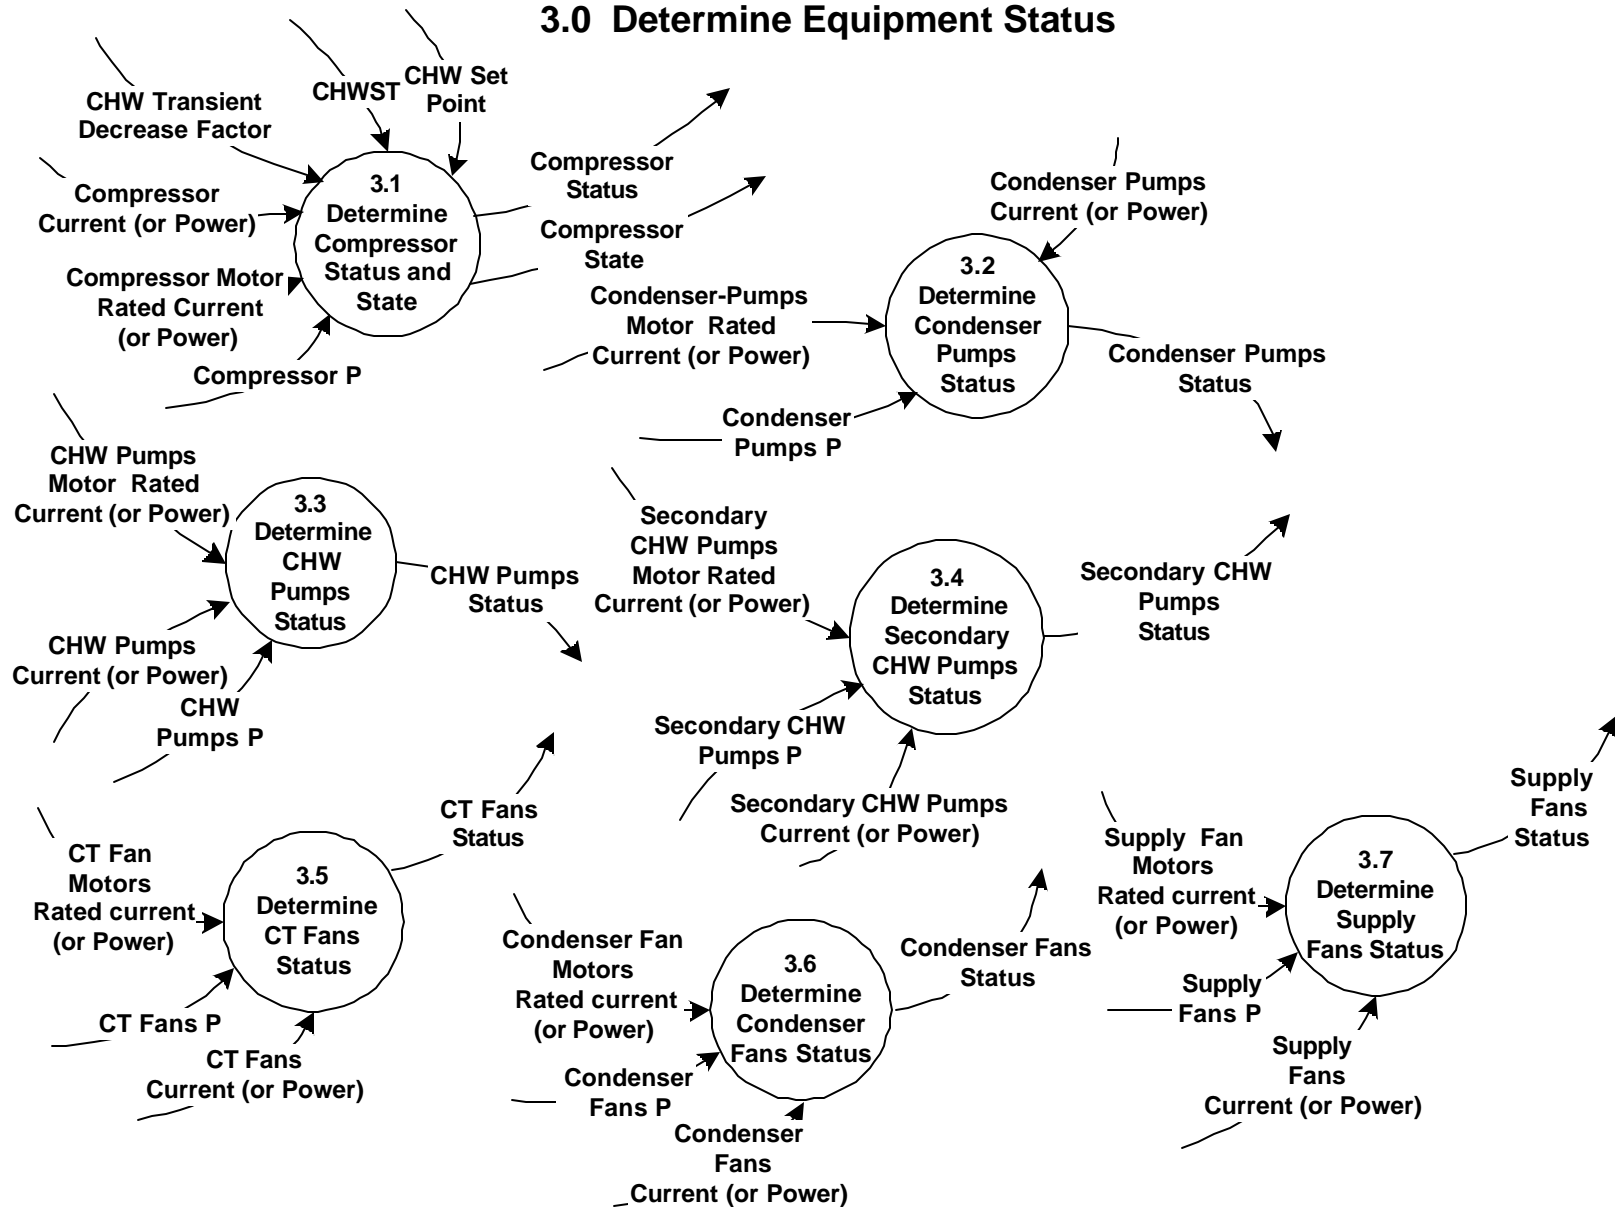 3.0 Determine Equipment Status
CHWST
CHW Set
Point
CHW Transient
Decrease Factor
Compressor
Current (or Power)
Compressor Motor
Rated Current
(or Power)
Compressor P
3.1
Determine
Compressor
Status and
State
Compressor
Status
Compressor
State
Condenser Pumps
Current (or Power)
Condenser-Pumps
Motor Rated
Current (or Power)
Condenser
Pumps P
3.2
Determine
Condenser
Pumps
Status
Condenser Pumps
Status
CHW Pumps
Motor Rated
Current (or Power)
3.3
Determine
CHW
Pumps
Status
CHW Pumps
Status
CHW Pumps
Current (or Power)
CHW
Pumps P
Secondary
CHW Pumps
Motor Rated
Current (or Power)
3.4
Determine
Secondary
CHW Pumps
Status
Secondary CHW
Pumps
Status
Secondary CHW
Pumps P
Secondary CHW Pumps
Current (or Power)
CT Fan
Motors
Rated current
(or Power)
3.5
Determine
CT Fans
Status
CT Fans
Status
CT Fans P
CT Fans
Current (or Power)
Condenser Fan
Motors
Rated current
(or Power)
3.6
Determine
Condenser
Fans Status
Condenser Fans
Status
Condenser
Fans P
Condenser
Fans
Current (or Power)
Supply Fan
Motors
Rated current
(or Power)
3.7
Determine
Supply
Fans Status
Supply
Fans
Status
Supply
Fans P
Supply
Fans
Current (or Power)